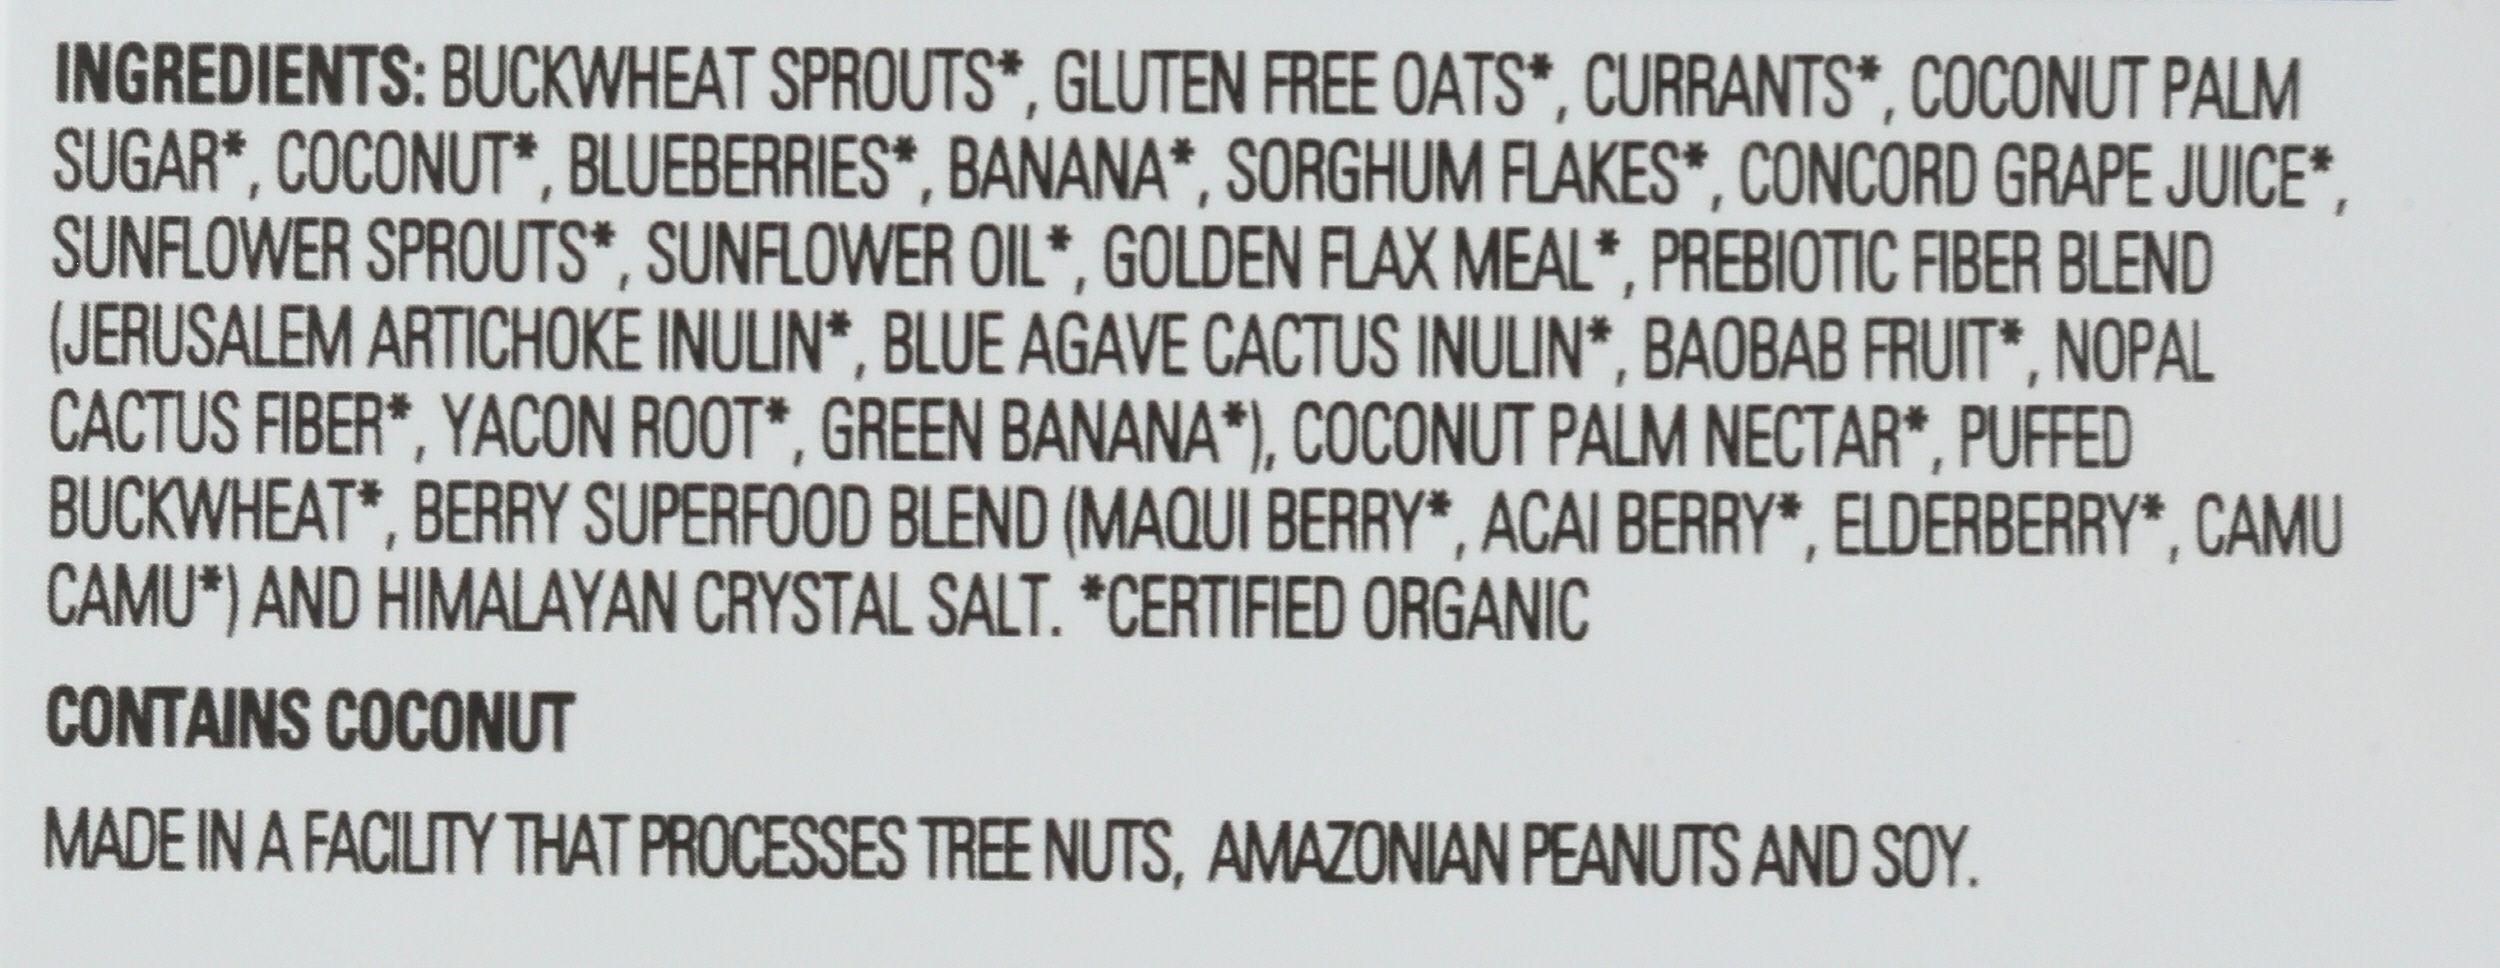 INGREDIENTS: BUCKWHEAT SPROUTS*, GLUTEN FREE OATS*, CURRANTS*, COCONUT PALM
SUGAR*, COCONUT*, BLUEBERRIES*, BANANA*, SORGHUM FLAKES*, CONCORD GRAPE JUICE*,
SUNFLOWER SPROUTS*, SUNFLOWER OIL*, GOLDEN FLAX MEAL*, PREBIOTIC FIBER BLEND
(JERUSALEM ARTICHOKE INULIN*, BLUE AGAVE CACTUS INULIN*, BAOBAB FRUIT*, NOPAL
CACTUS FIBER*, YACON ROOT*, GREEN BANANA*), COCONUT PALM NECTAR*, PUFFED
BUCKWHEAT*, BERRY SUPERFOOD BLEND (MAQUI BERRY*, ACAI BERRY*, ELDERBERRY*, CAMU
CAMU*) AND HIMALAYAN CRYSTAL SALT. *CERTIFIED ORGANIC
CONTAINS COCONUT
MADE IN A FACILITY THAT PROCESSES TREE NUTS, AMAZONIAN PEANUTS AND SOY.